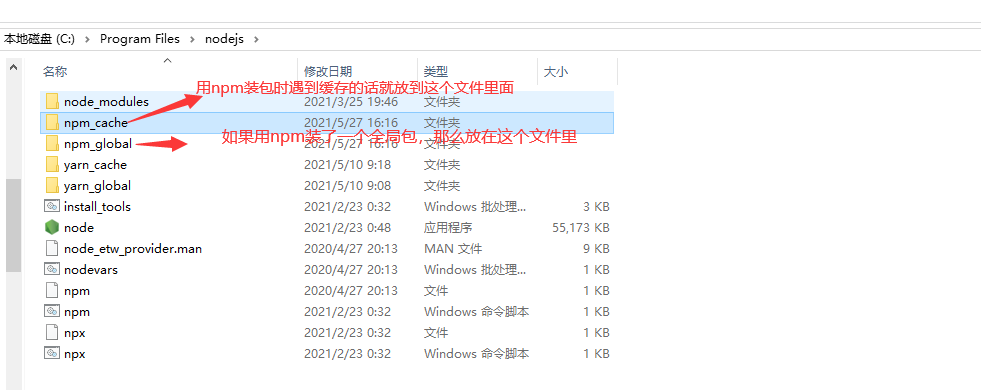 本地磁盘 (C:) > Program Files > nodejs >
名称 修改日期 类型 大小
用npm装包时遇到缓存的话就放到这个文件里面
node_modules 2021/3/25 19:46 文件夹
npm_cache 2021/5/27 16:16 文件夹
如果用npm装了一个全局包，那么放在这个文件里
npm_global 2021/5/27 16:16 文件夹
yarn_cache 2021/5/10 9:18 文件夹
yarn_global 2021/5/10 9:08 文件夹
install_tools 2021/2/23 0:32 Windows 批处理... 3 KB
node 2021/2/23 0:48 应用程序 55,173 KB
node_etw_provider.man 2020/4/27 20:13 MAN 文件 9 KB
nodevars 2020/4/27 20:13 Windows 批处理... 1 KB
npm 2020/4/27 20:13 文件 1 KB
npm 2021/2/23 0:32 Windows 命令脚本 1 KB
npx 2021/2/23 0:32 文件 1 KB
npx 2021/2/23 0:32 Windows 命令脚本 1 KB